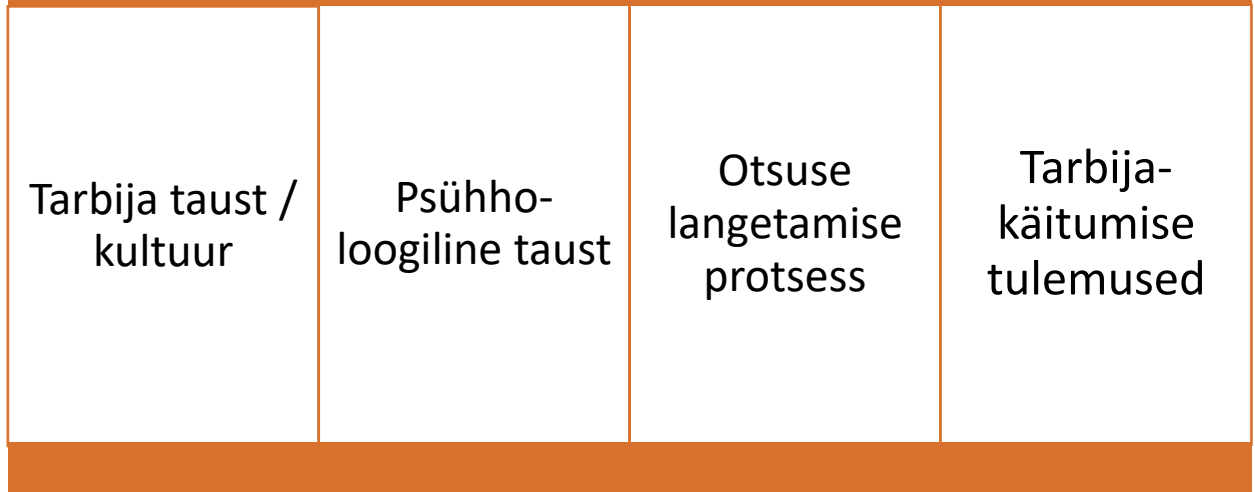 Tarbija taust /
kultuur
Psühho-
loogiline taust
Otsuse
langetamise
protsess
Tarbija-
käitumise
tulemused